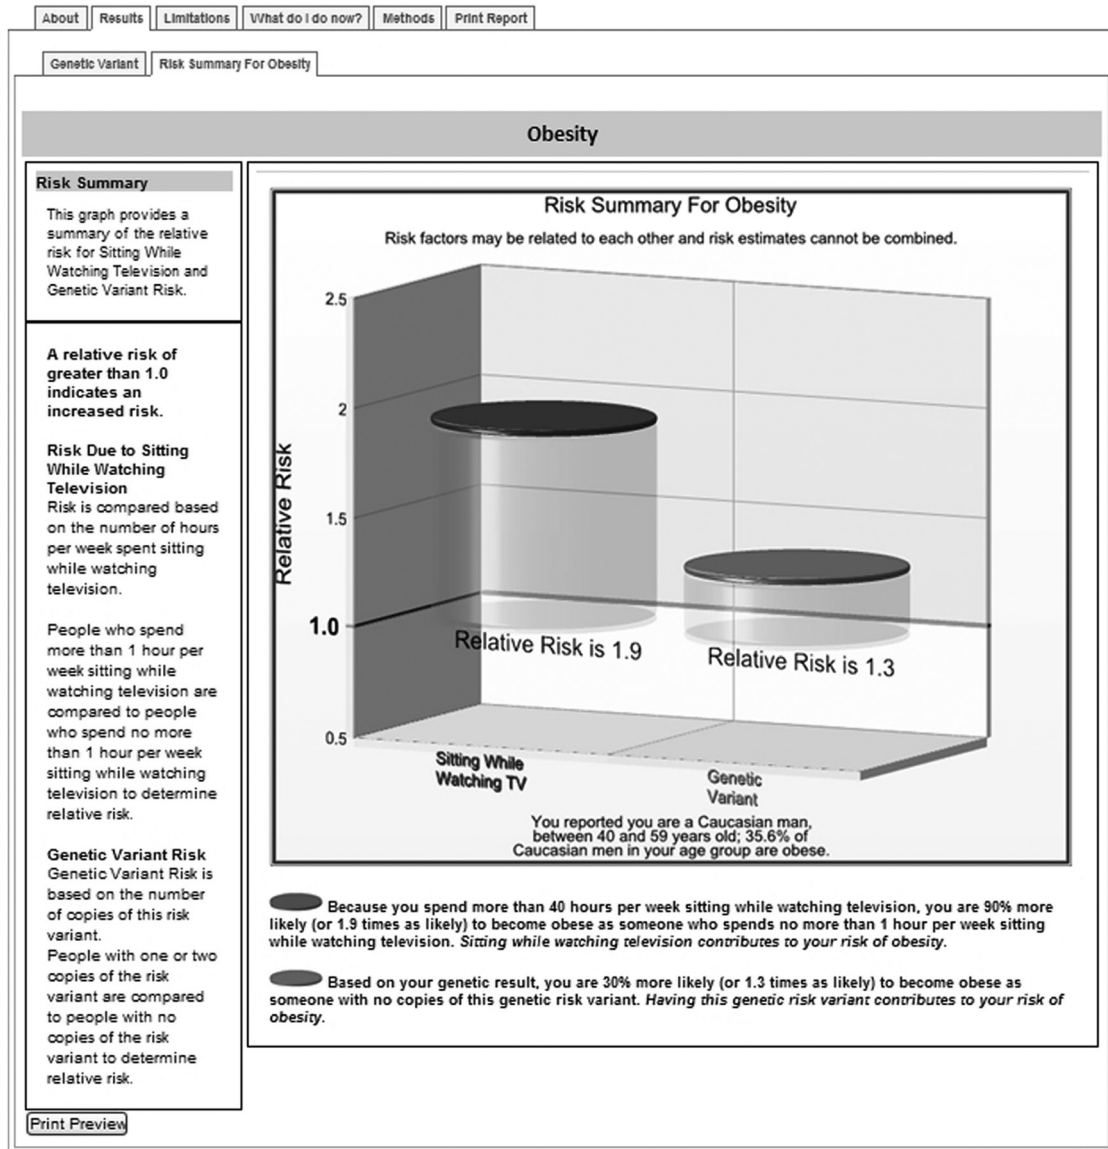 About Results Limitations What do I do now? Methods Print Report
Genetic Variant Risk Summary For Obesity
Obesity
Risk Summary
This graph provides a
summary of the relative
risk for Sitting While
Watching Television and
Genetic Variant Risk.
A relative risk of
greater than 1.0
indicates an
increased risk.
Risk Due to Sitting
While Watching
Television
Risk is compared based
on the number of hours
per week spent sitting
while watching
television.
People who spend
more than 1 hour per
week sitting while
watching television are
compared to people
who spend no more
than 1 hour per week
sitting while watching
television to determine
relative risk.
Genetic Variant Risk
Genetic Variant Risk is
based on the number
of copies of this risk
variant.
People with one or two
copies of the risk
variant are compared
to people with no
copies of the risk
variant to determine
relative risk.
Print Preview
Risk Summary For Obesity
Risk factors may be related to each other and risk estimates cannot be combined.
Relative Risk
2.5
2
1.5
1.0
0.5
Relative Risk is 1.9
Relative Risk is 1.3
Sitting While
Watching TV
Genetic
Variant
You reported you are a Caucasian man,
between 40 and 59 years old; 35.6% of
Caucasian men in your age group are obese.
Because you spend more than 40 hours per week sitting while watching television, you are 90% more
likely (or 1.9 times as likely) to become obese as someone who spends no more than 1 hour per week sitting
while watching television. Sitting while watching television contributes to your risk of obesity.
Based on your genetic result, you are 30% more likely (or 1.3 times as likely) to become obese as
someone with no copies of this genetic risk variant. Having this genetic risk variant contributes to your risk of
obesity.